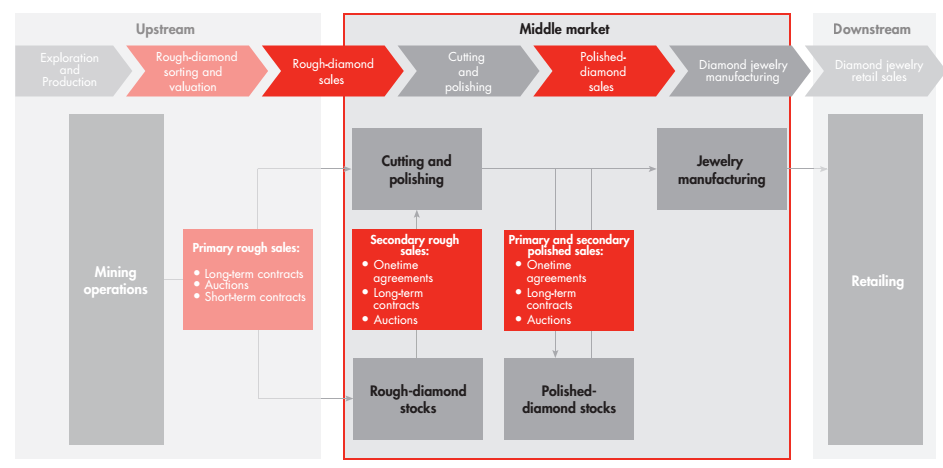 Upstream
Middle market
Downstream
Exploration
and
Production
Rough-diamond
sorting and
valuation
Rough-diamond
sales
Cutting
and
polishing
Polished-
diamond
sales
Diamond jewelry
manufacturing
Diamond jewelry
retail sales
Mining
operations
Primary rough sales:
• Long-term contracts
• Auctions
• Short-term contracts
Cutting and
polishing
Secondary rough
sales:
• Onetime
agreements
• Long-term
contracts
• Auctions
Rough-diamond
stocks
Primary and secondary
polished sales:
• Onetime
agreements
• Long-term
contracts
• Auctions
Polished-
diamond stocks
Jewelry
manufacturing
Retailing